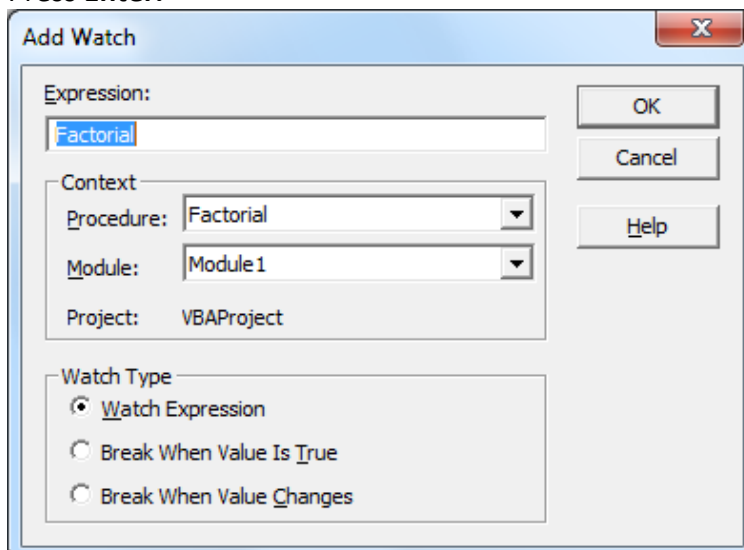 Press Enter.
Add Watch
Expression:
OK
Factorial
Cancel
Context
Procedure: Factorial
Help
Module: Module1
Project: VBAProject
Watch Type
Watch Expression
Break When Value Is True
Break When Value Changes